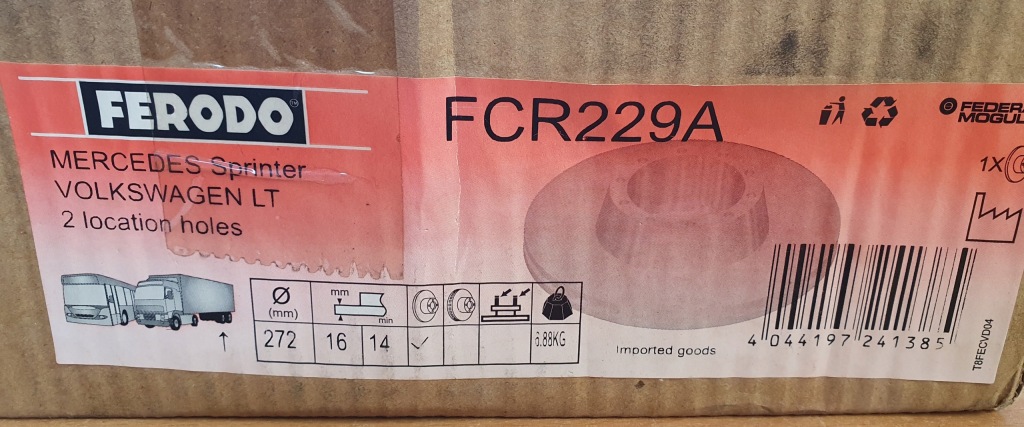 FERODO
FCR229A
FEDERAL
MOGUL
MERCEDES Sprinter
VOLKSWAGEN LT
2 location holes
1X
Ø
(mm)
mm
min
272 16 14 6.88KG
Imported goods
4 044197 241385
T8FECVD04